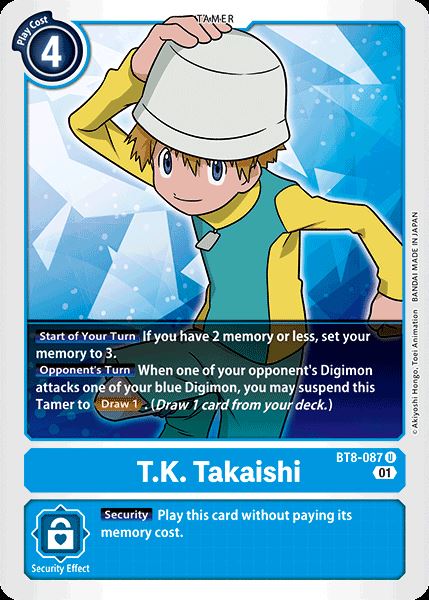 TAMER
Play Cost
4
Start of Your Turn If you have 2 memory or less, set your
memory to 3.
Opponent's Turn When one of your opponent's Digimon
attacks one of your blue Digimon, you may suspend this
Tamer to Draw 1. (Draw 1 card from your deck.)
©Akiyoshi Hongo, Toei Animation BANDAI MADE IN JAPAN
T.K. Takaishi
BT8-087 U
01
Security Play this card without paying its
memory cost.
Security Effect